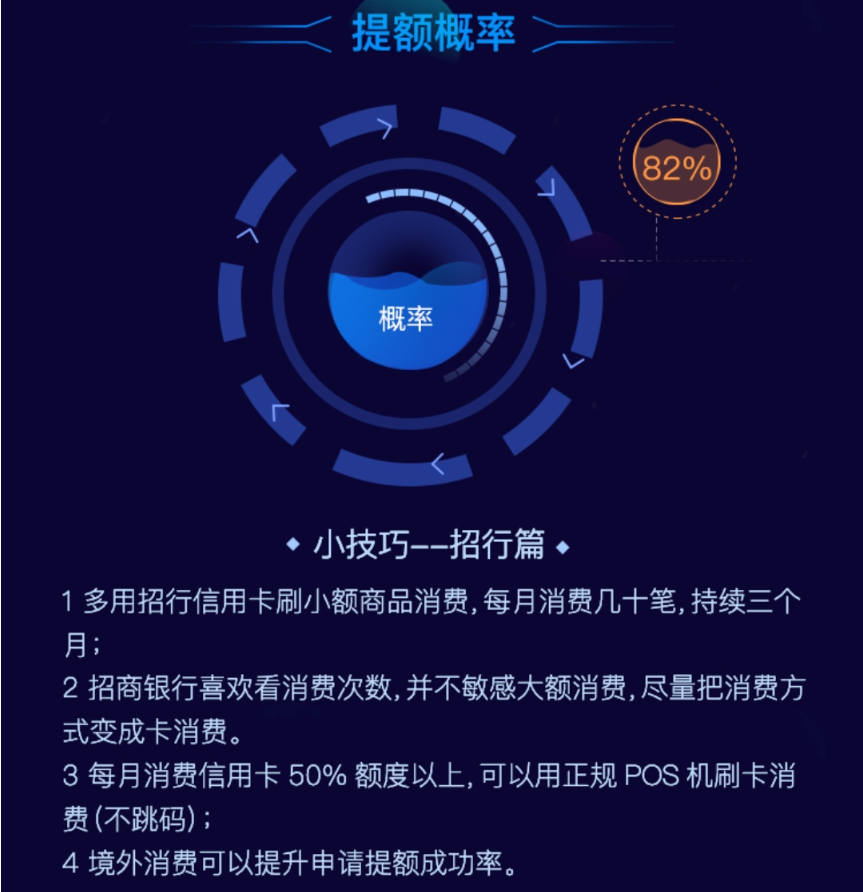 提额概率
82%
概率
小技巧--招行篇
1 多用招行信用卡刷小额商品消费,每月消费几十笔,持续三个
月;
2 招商银行喜欢看消费次数,并不敏感大额消费,尽量把消费方
式变成卡消费。
3 每月消费信用卡 50% 额度以上,可以用正规 POS 机刷卡消
费(不跳码);
4 境外消费可以提升申请提额成功率。